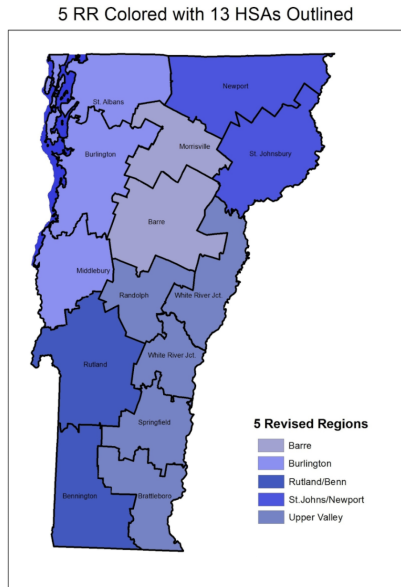 5 RR Colored with 13 HSAs Outlined
Newport
St. Albans
Morrisville
Burlington
St. Johnsbury
Barre
Middlebury
Randolph
White River Jct.
White River Jct.
Rutland
Springfield
Bennington
Brattleboro
5 Revised Regions
Barre
Burlington
Rutland/Benn
St.Johns/Newport
Upper Valley